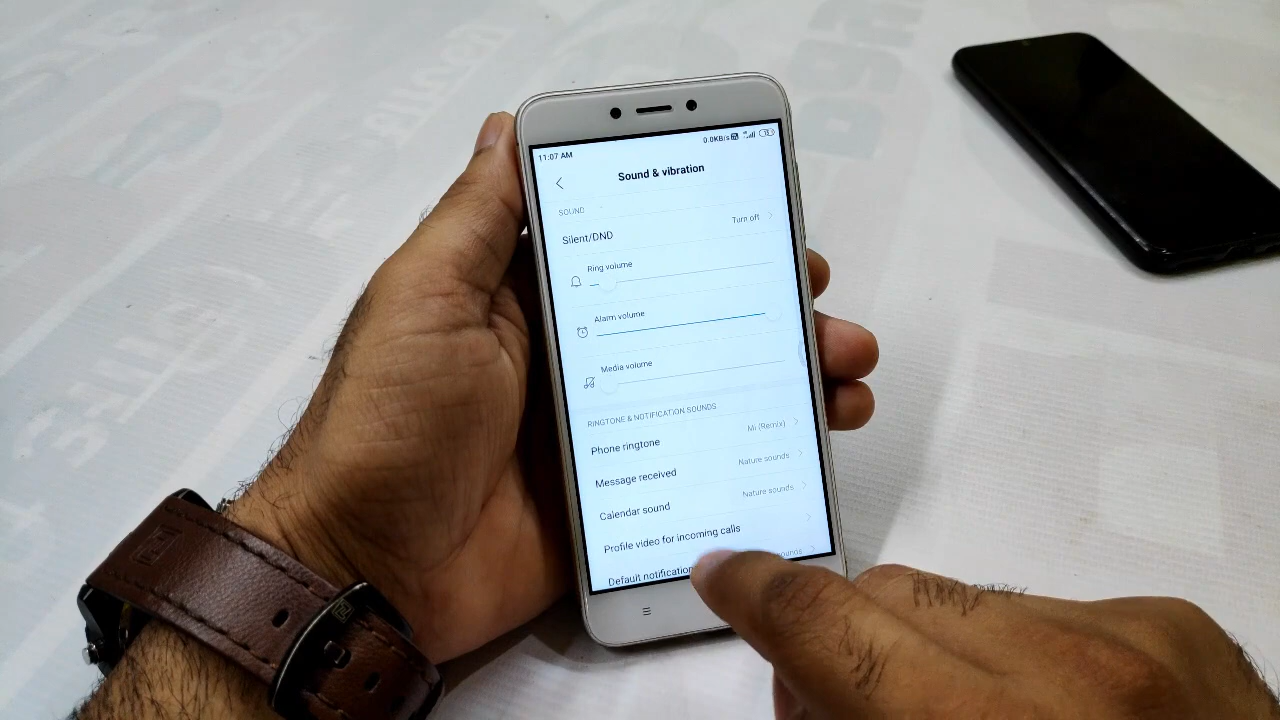 11:07 AM 0.0KB/s
Sound & vibration
SOUND
Silent/DND Turn off
Ring volume
Alarm volume
Media volume
RINGTONE & NOTIFICATION SOUNDS
Phone ringtone Mi (Remix)
Message received Nature sounds
Calendar sound Nature sounds
Profile video for incoming calls
Default notification sounds